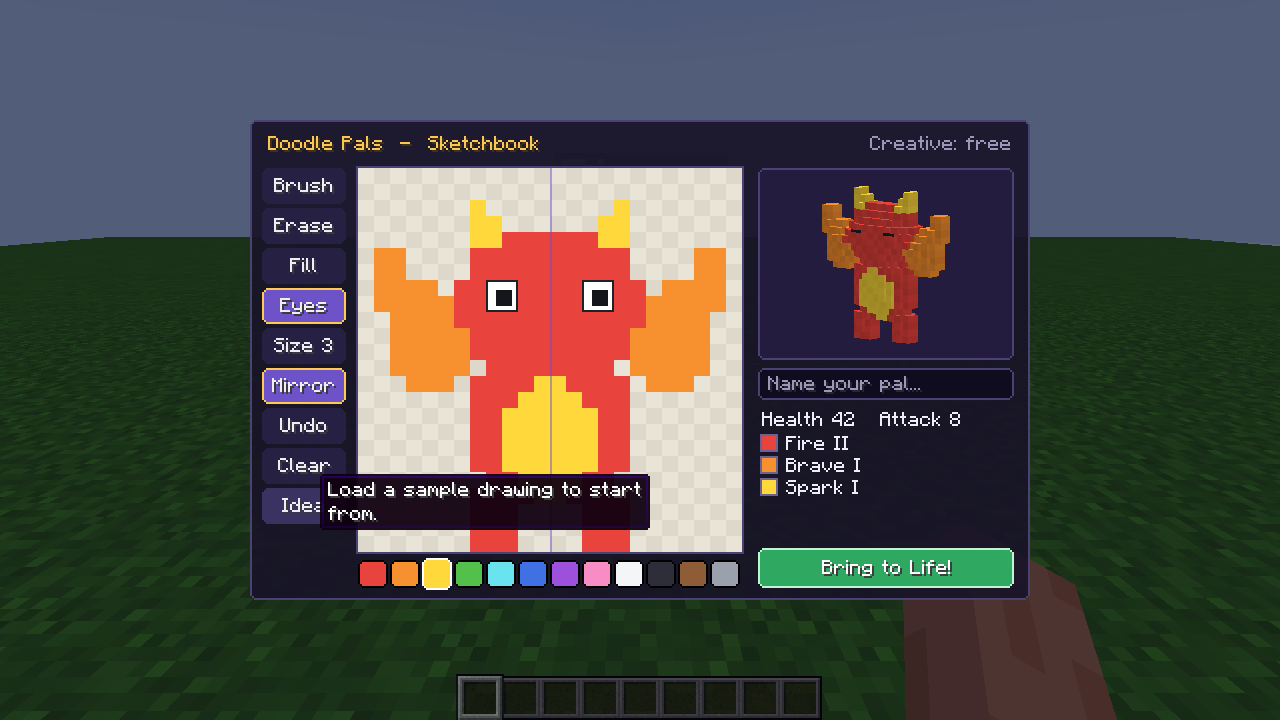 Doodle Pals - Sketchbook
Creative: free
Brush
Erase
Fill
Eyes
Size 3
Mirror
Undo
Clear
Idea
Load a sample drawing to start
from.
Name your pal...
Health 42 Attack 8
Fire II
Brave I
Spark I
Bring to Life!